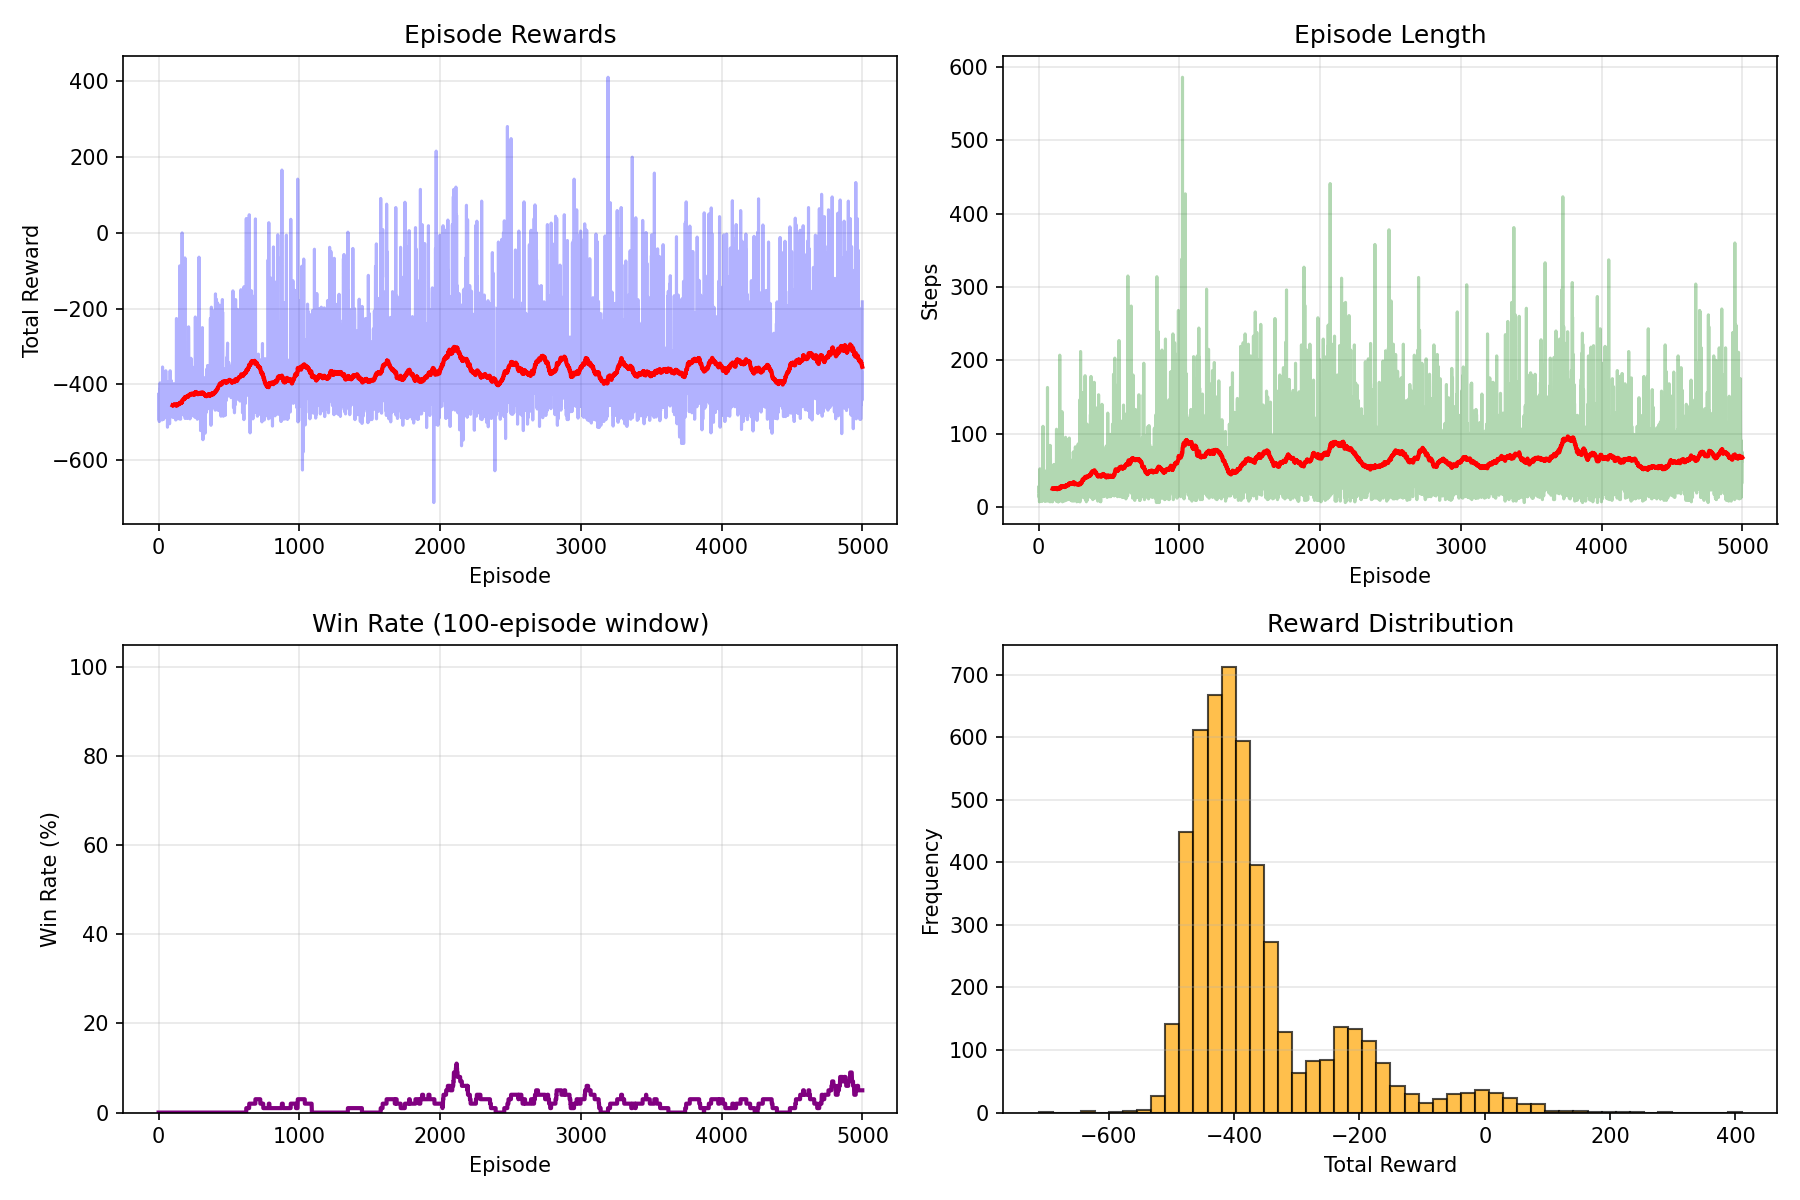 Episode Rewards
Total Reward
400
200
0
−200
−400
−600
0 1000 2000 3000 4000 5000
Episode
Episode Length
Steps
600
500
400
300
200
100
0
0 1000 2000 3000 4000 5000
Episode
Win Rate (100-episode window)
Win Rate (%)
100
80
60
40
20
0
0 1000 2000 3000 4000 5000
Episode
Reward Distribution
Frequency
700
600
500
400
300
200
100
0
−600 −400 −200 0 200 400
Total Reward